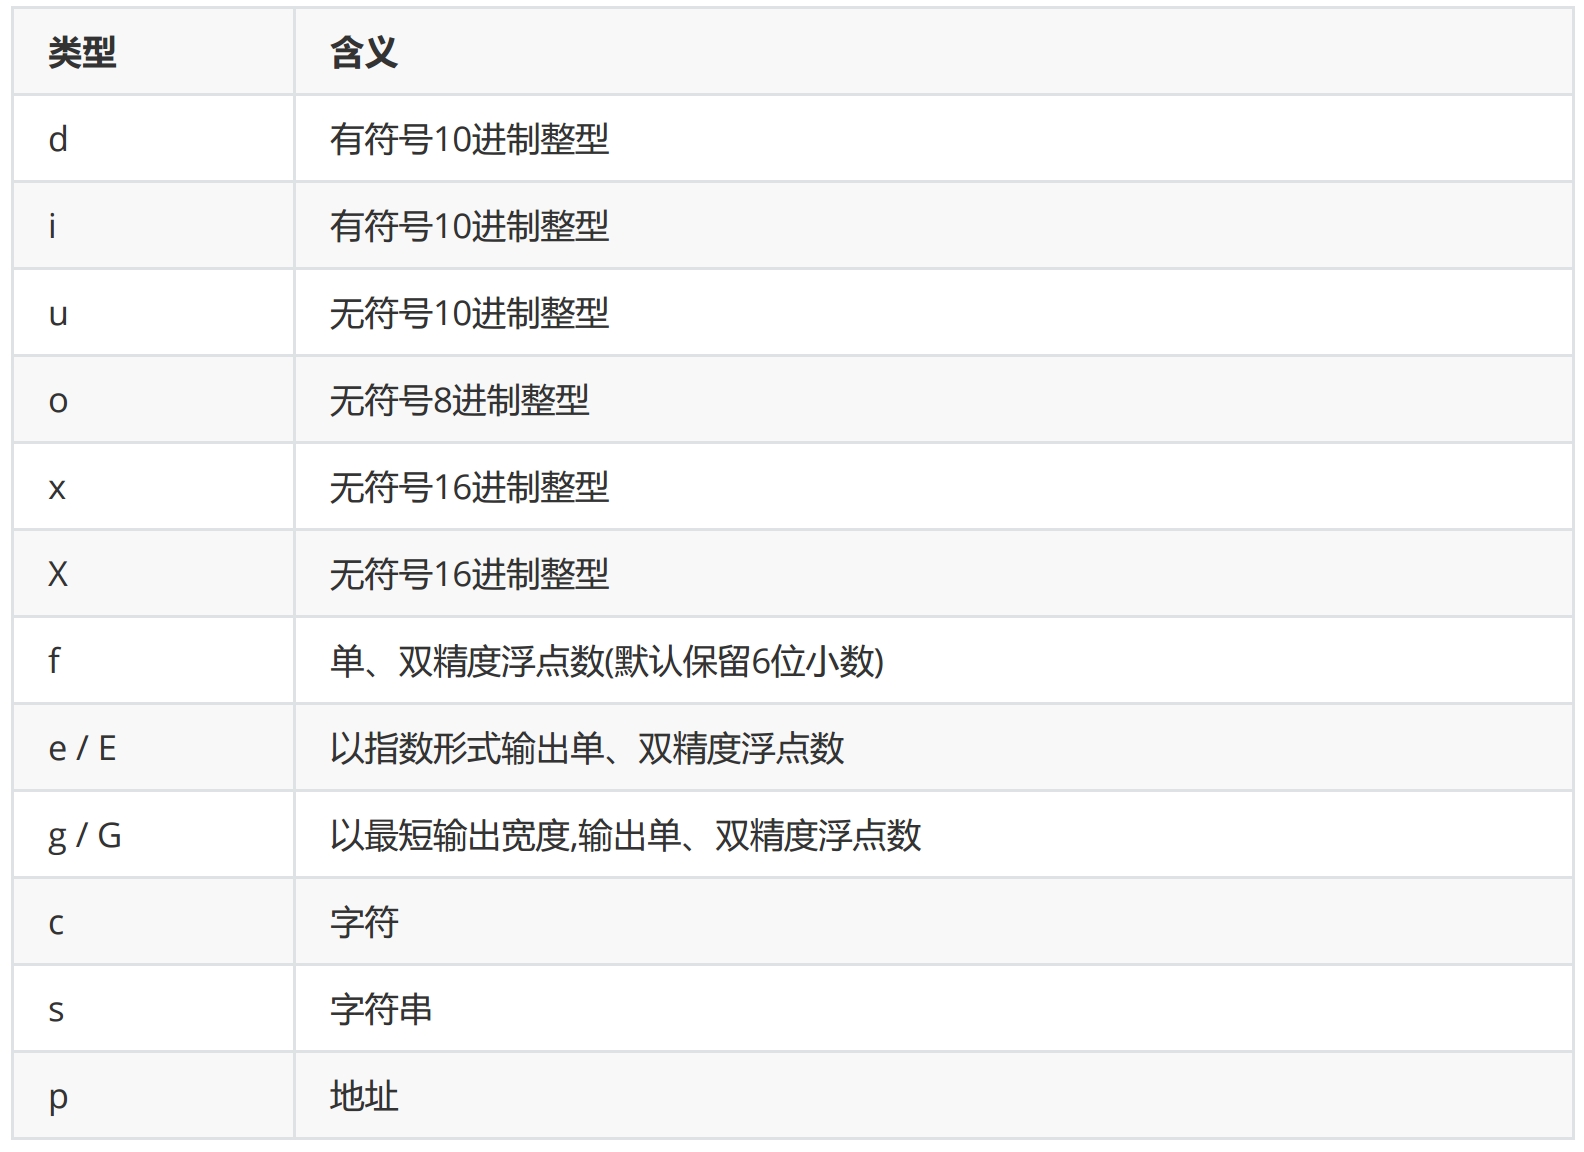 类型 含义
d 有符号10进制整型
i 有符号10进制整型
u 无符号10进制整型
o 无符号8进制整型
x 无符号16进制整型
X 无符号16进制整型
f 单、双精度浮点数(默认保留6位小数)
e / E 以指数形式输出单、双精度浮点数
g / G 以最短输出宽度,输出单、双精度浮点数
c 字符
s 字符串
p 地址